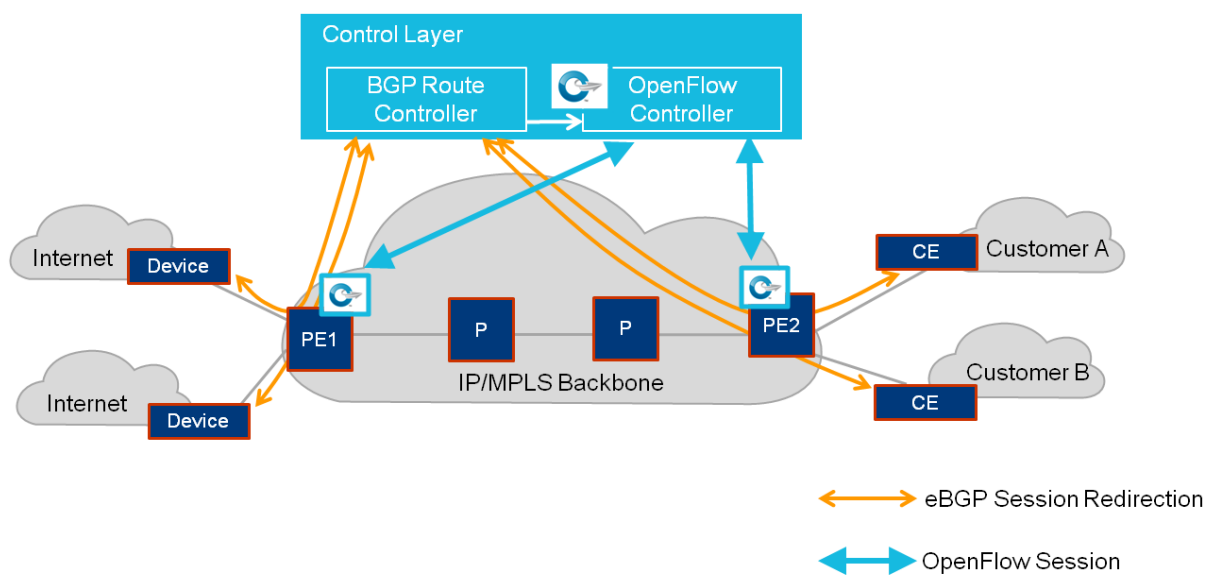 Control Layer
BGP Route
Controller
OpenFlow
Controller
Internet
Device
Internet
Device
PE1
P
P
PE2
IP/MPLS Backbone
CE
Customer A
Customer B
CE
eBGP Session Redirection
OpenFlow Session